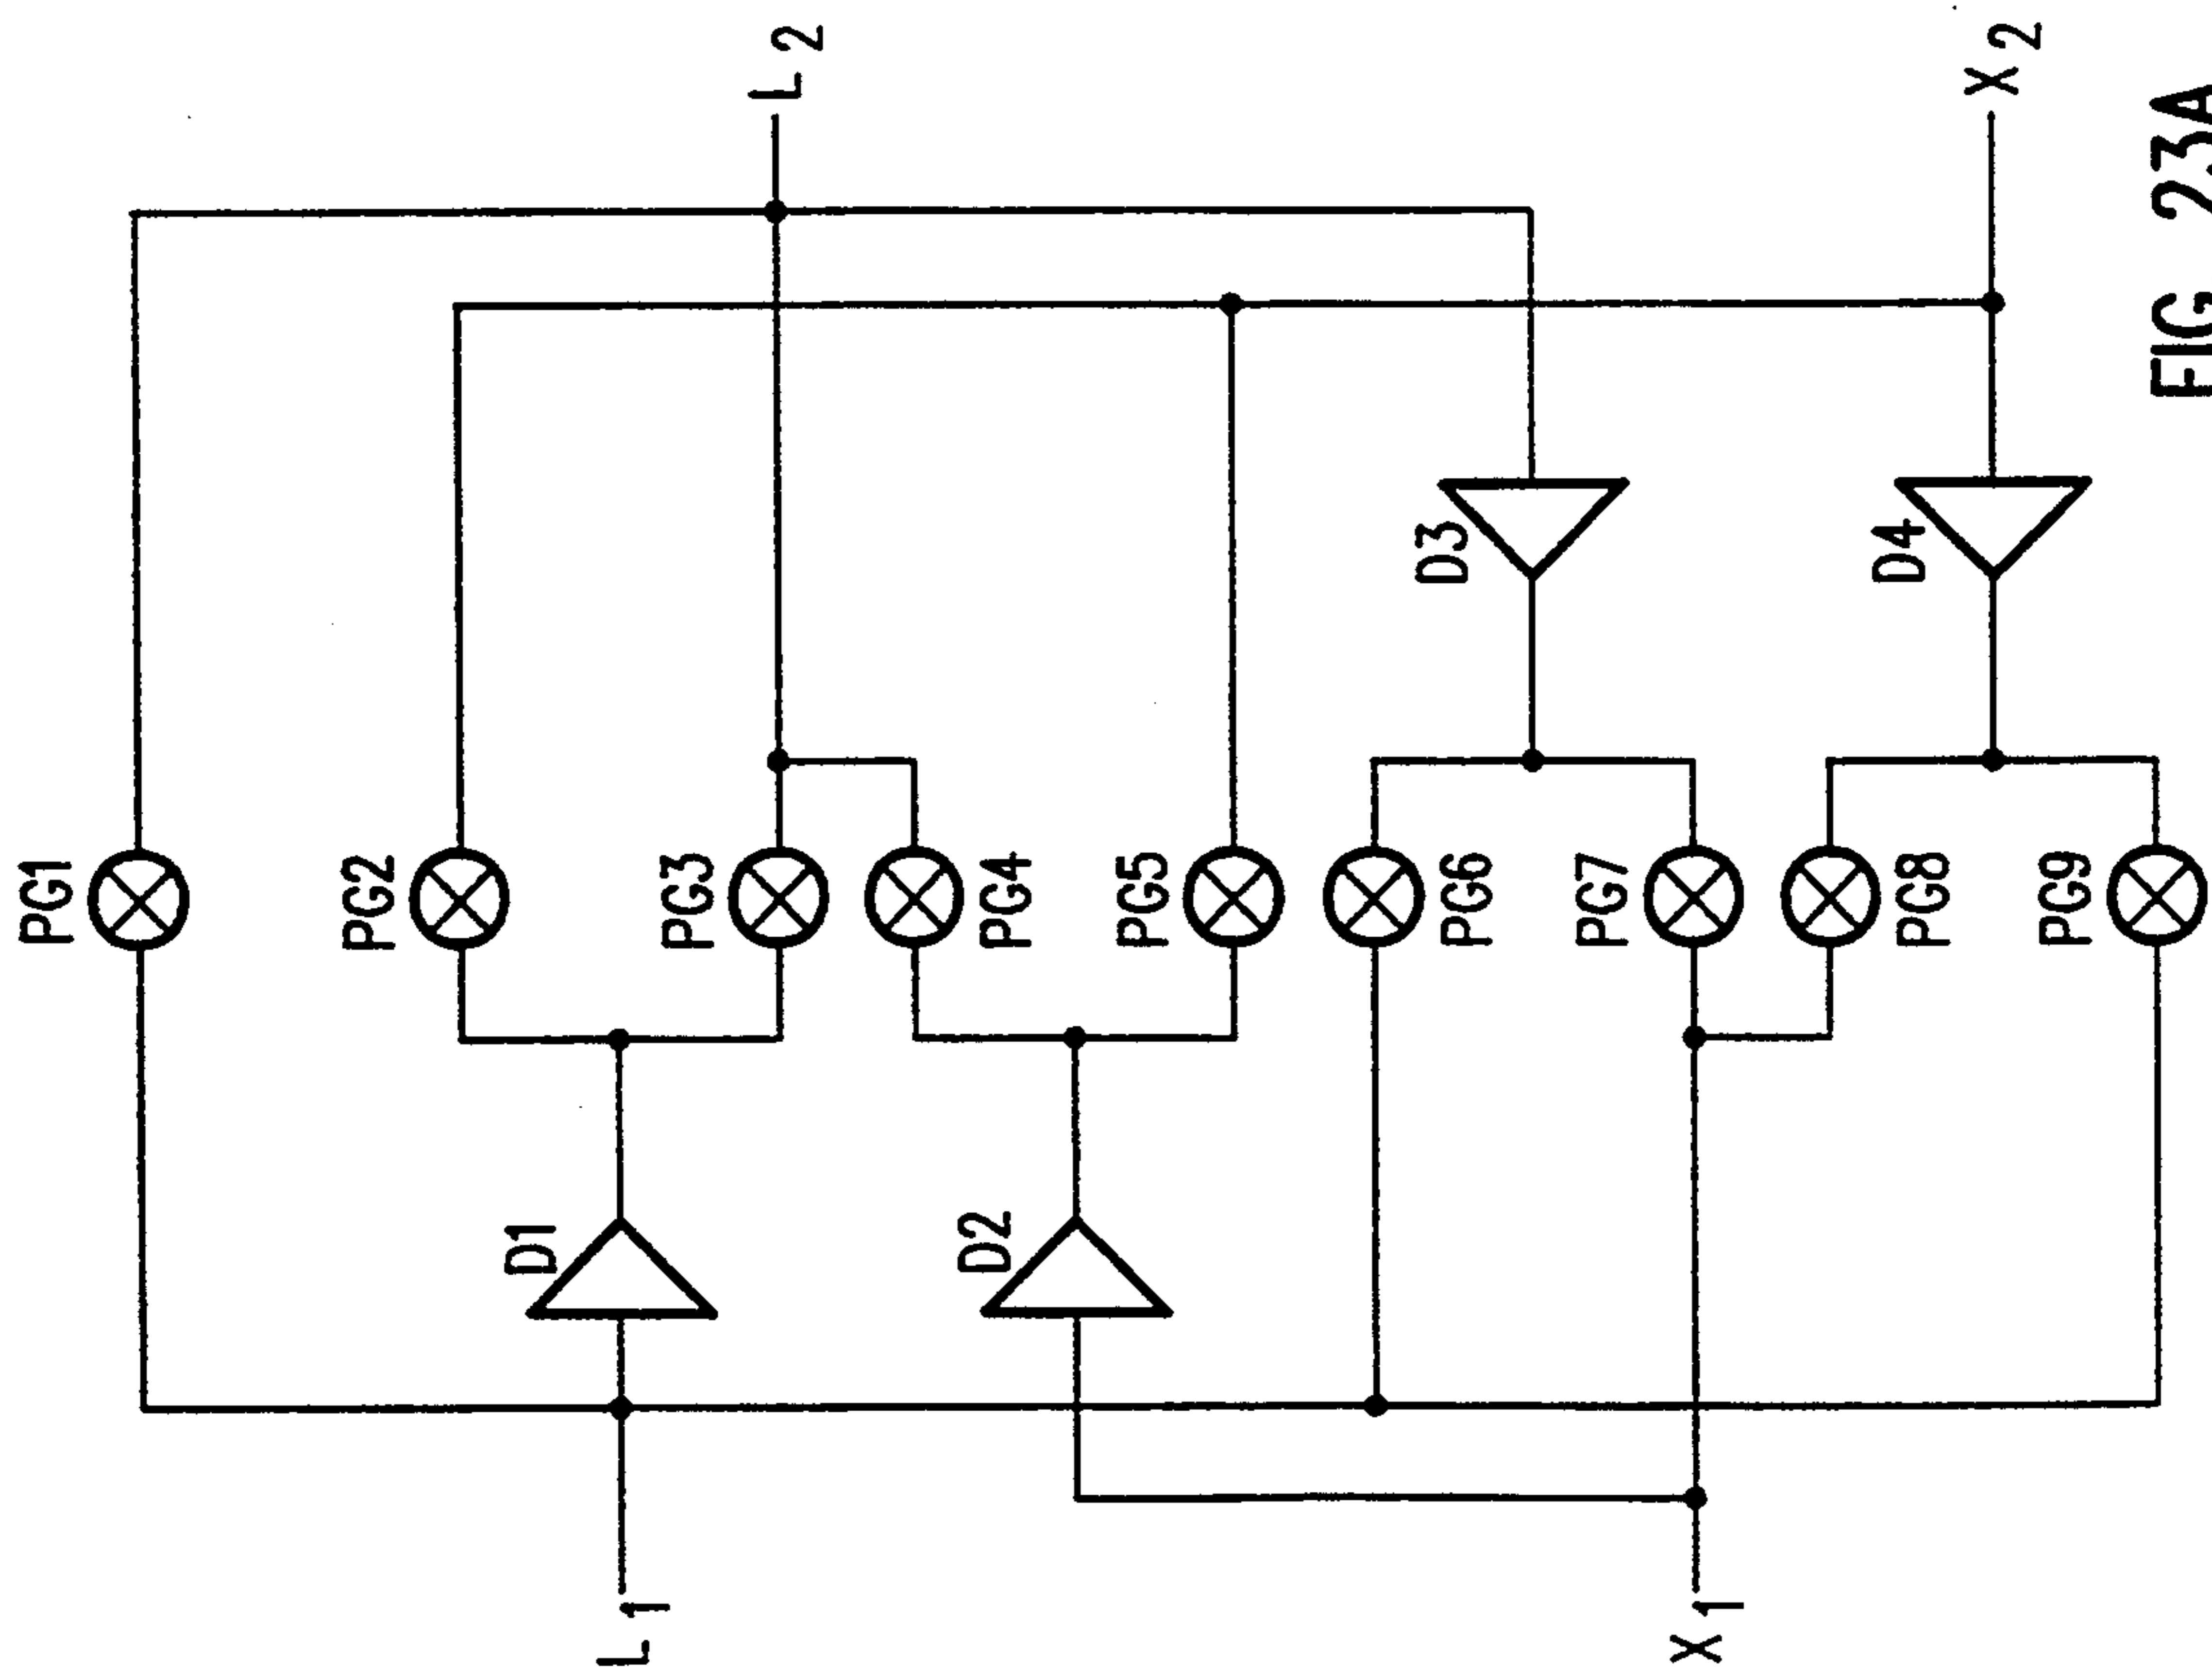 PG1
PG2
D1
L1
PG3
L2
PG4
D2
PG5
D3
PG6
PG7
X1
D4
PG8
X2
PG9
FIG. 23A